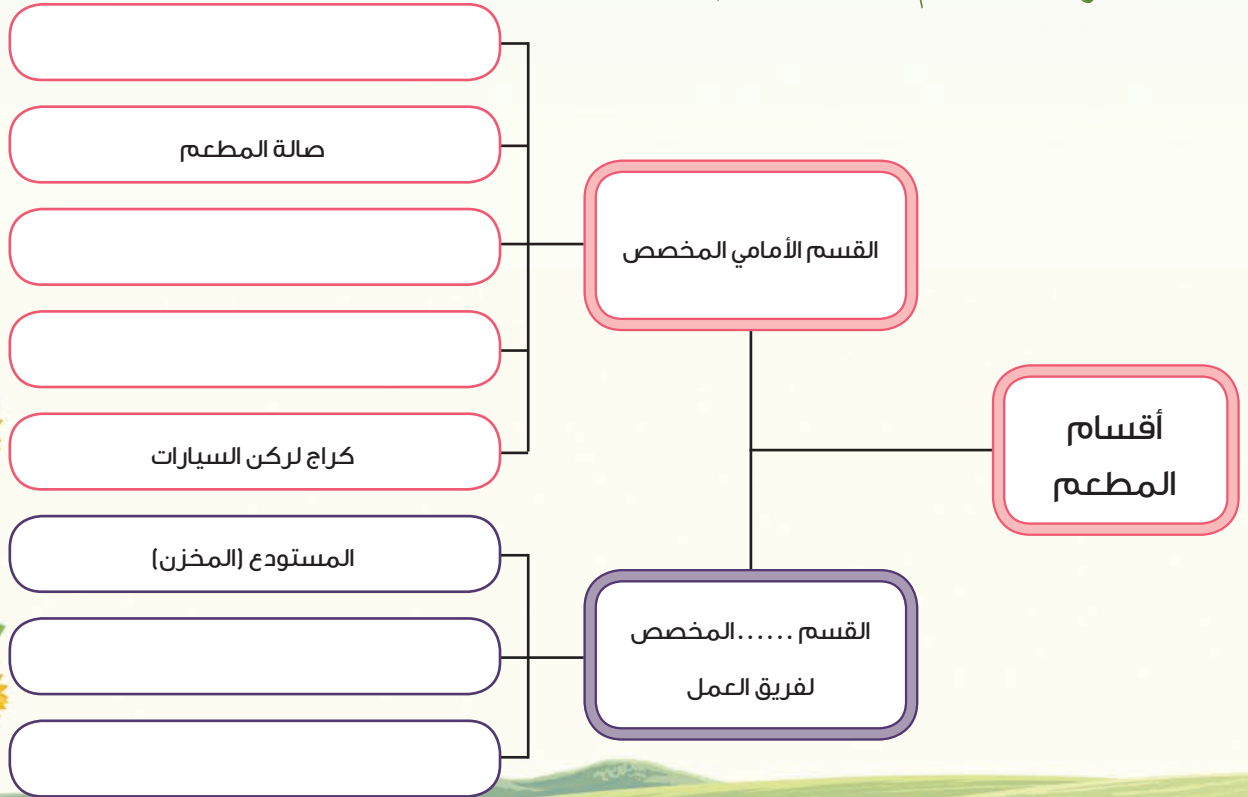 أقسام
المطعم
القسم الأمامي المخصص
صالة المطعم
كراج لركن السيارات
القسم ......المخصص
لفريق العمل
المستودع (المخزن)